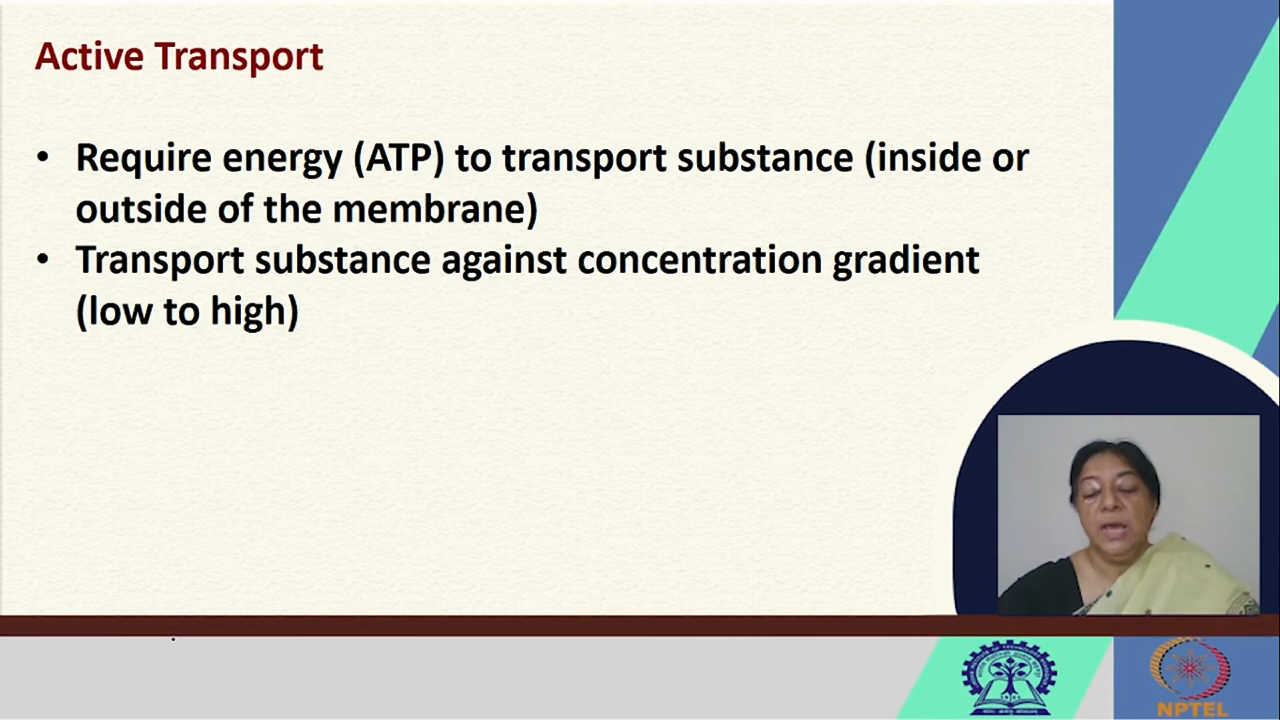 Active Transport
• Require energy (ATP) to transport substance (inside or
outside of the membrane)
• Transport substance against concentration gradient
(low to high)
NPTEL